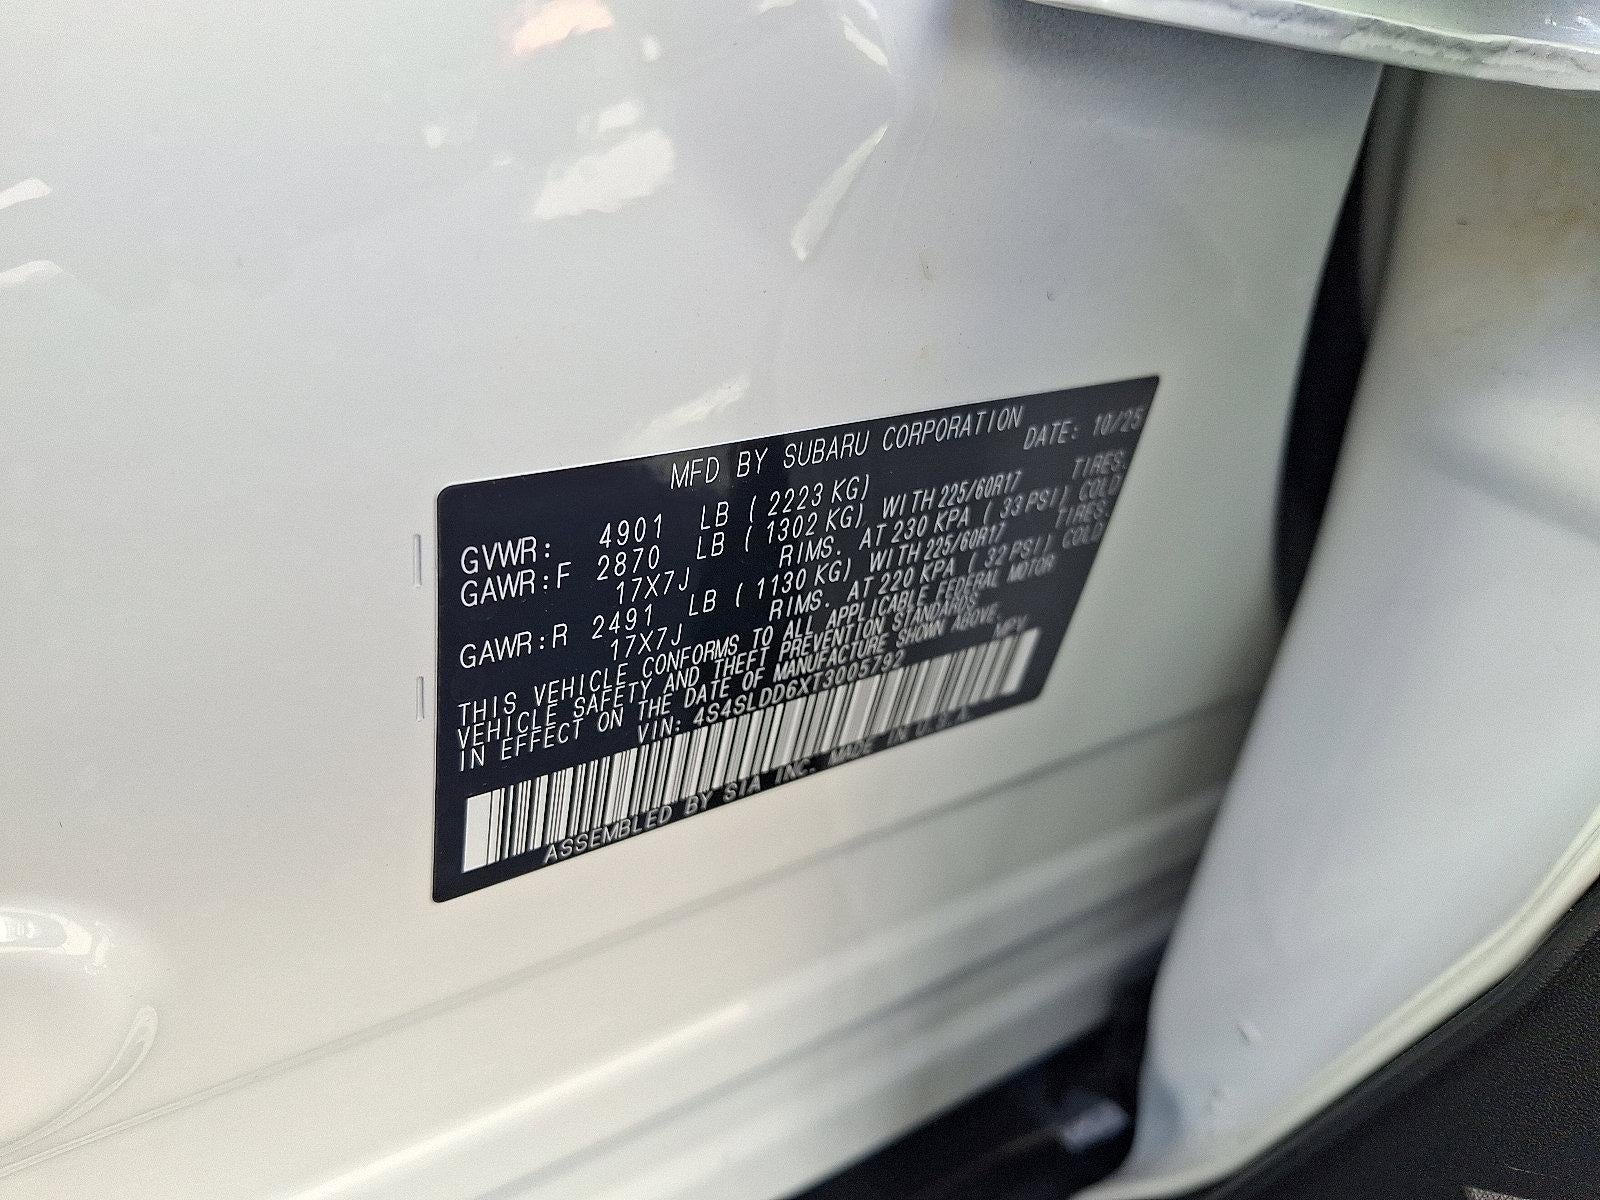 MFD BY SUBARU CORPORATION
DATE: 10/25
GVWR: 4901 LB (2223 KG)
GAWR:F 2870 LB (1302 KG) WITH 225/60R17 TIRES.
17X7J RIMS. AT 230 KPA (33 PSI) COLD
GAWR:R 2491 LB (1130 KG) WITH 225/60R17 TIRES.
17X7J RIMS. AT 220 KPA (32 PSI) COLD
THIS VEHICLE CONFORMS TO ALL APPLICABLE FEDERAL MOTOR
VEHICLE SAFETY AND THEFT PREVENTION STANDARDS
IN EFFECT ON THE DATE OF MANUFACTURE SHOWN ABOVE.
VIN: 4S4SLDD6XT3005792 MPV
ASSEMBLED BY SIA INC. MADE IN U.S.A.